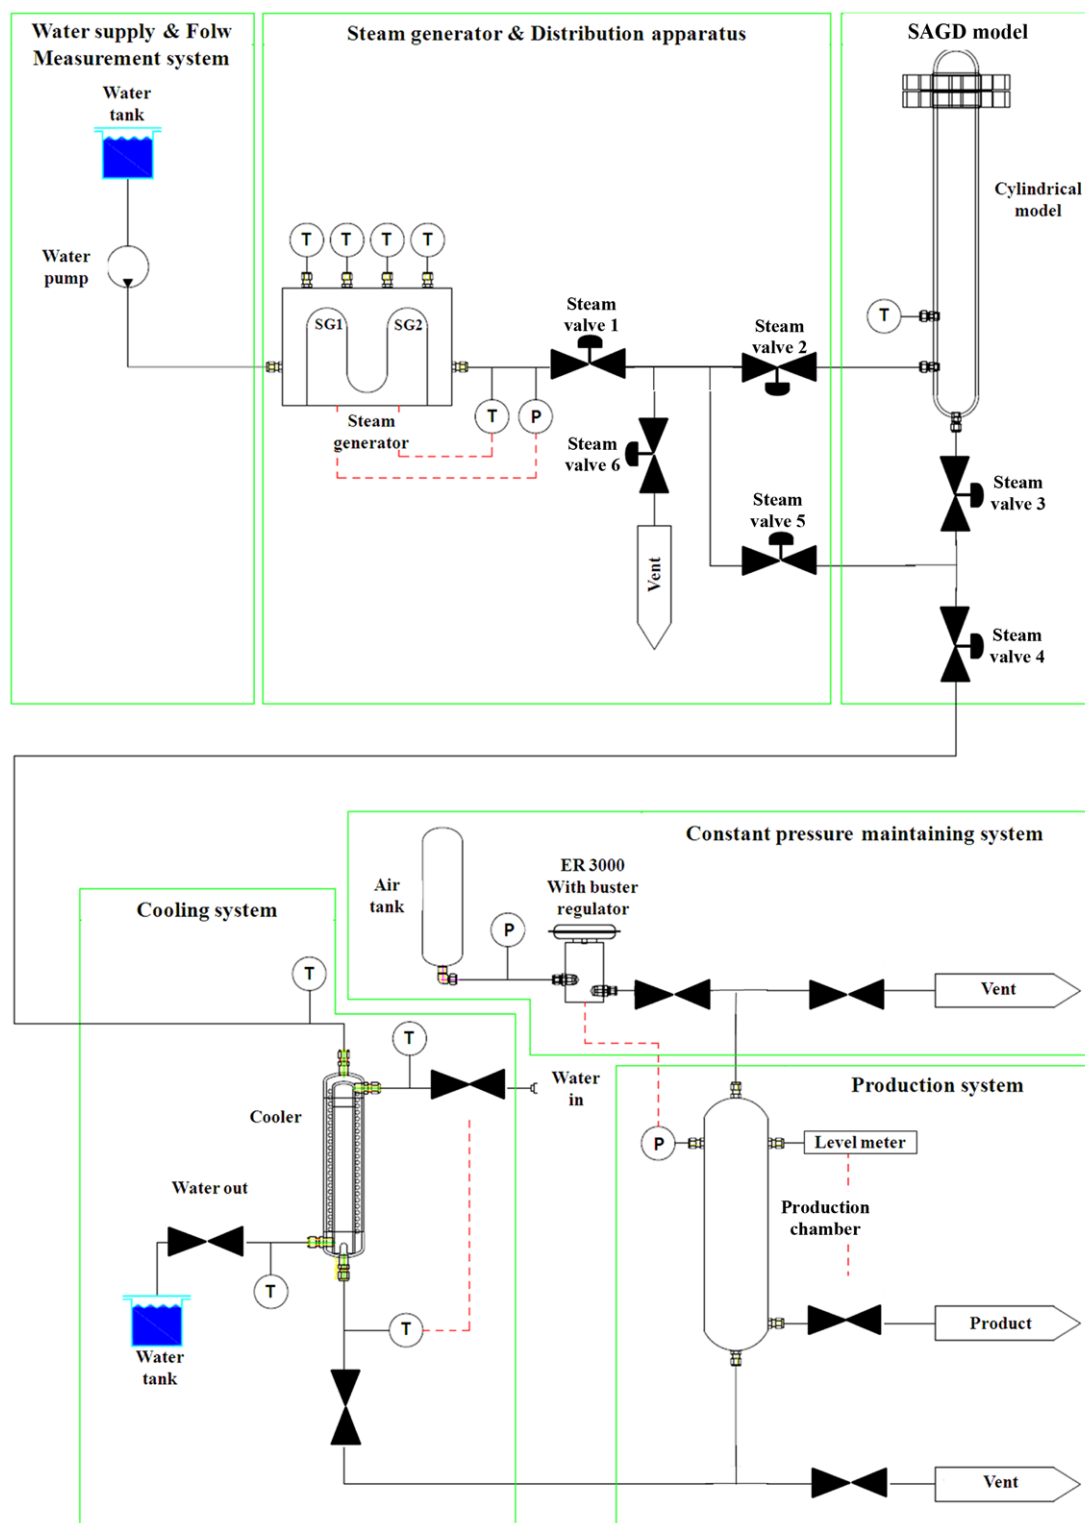 Water supply & Folw
Measurement system
Steam generator & Distribution apparatus
SAGD model
Water
tank
Cylindrical
model
Water
pump
T
T
T
T
SG1
SG2
Steam
valve 1
Steam
valve 2
T
T
P
Steam
generator
Steam
valve 6
Steam
valve 3
Steam
valve 5
Vent
Steam
valve 4
Constant pressure maintaining system
ER 3000
With buster
regulator
Air
tank
P
Cooling system
T
Vent
T
Water
in
Production system
Cooler
P
Level meter
Water out
Production
chamber
T
T
Product
Water
tank
Vent